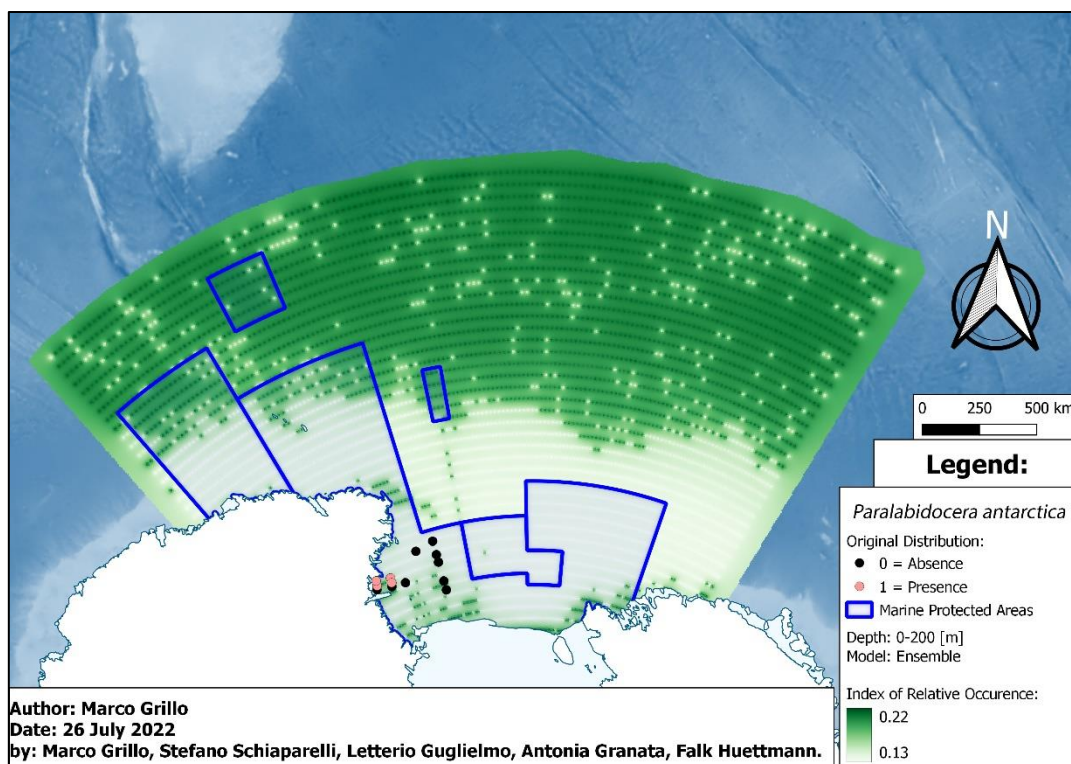 N
0 250 500 km
Legend:
Paralabidocera antarctica
Original Distribution:
0 = Absence
1 = Presence
Marine Protected Areas
Depth: 0-200 [m]
Model: Ensemble
Index of Relative Occurence:
0.22
0.13
Author: Marco Grillo
Date: 26 July 2022
by: Marco Grillo, Stefano Schiaparelli, Letterio Guglielmo, Antonia Granata, Falk Huettmann.